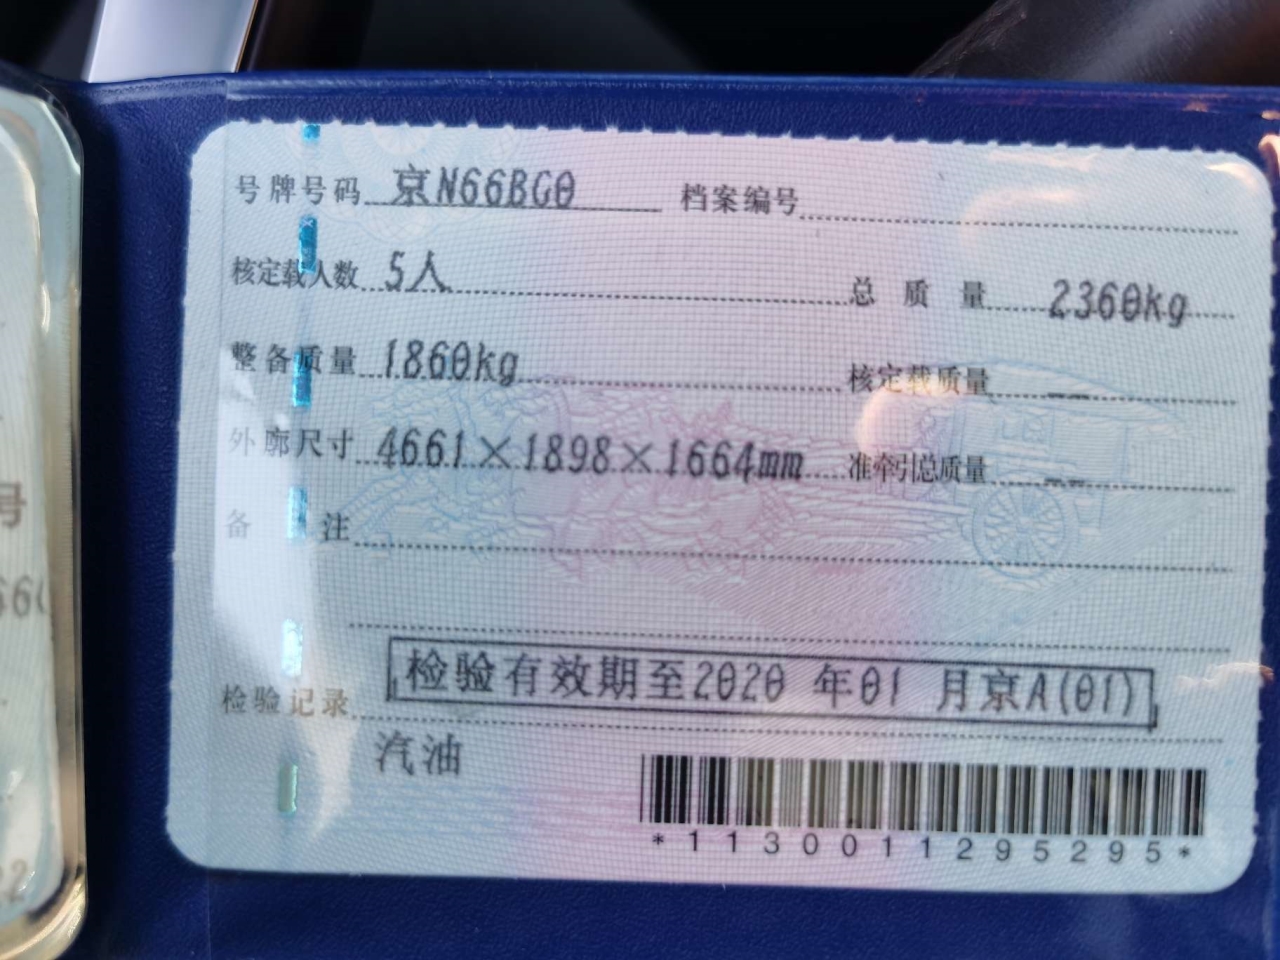 号牌号码 京N66BG0 档案编号
核定载人数 5人 总质量 2360kg
整备质量 1860kg 核定载质量 --
外廓尺寸 4661×1898×1664mm 准牵引总质量 --
备注
检验有效期至2020 年01 月京A(01)
检验记录
汽油
*1130011295295*
号